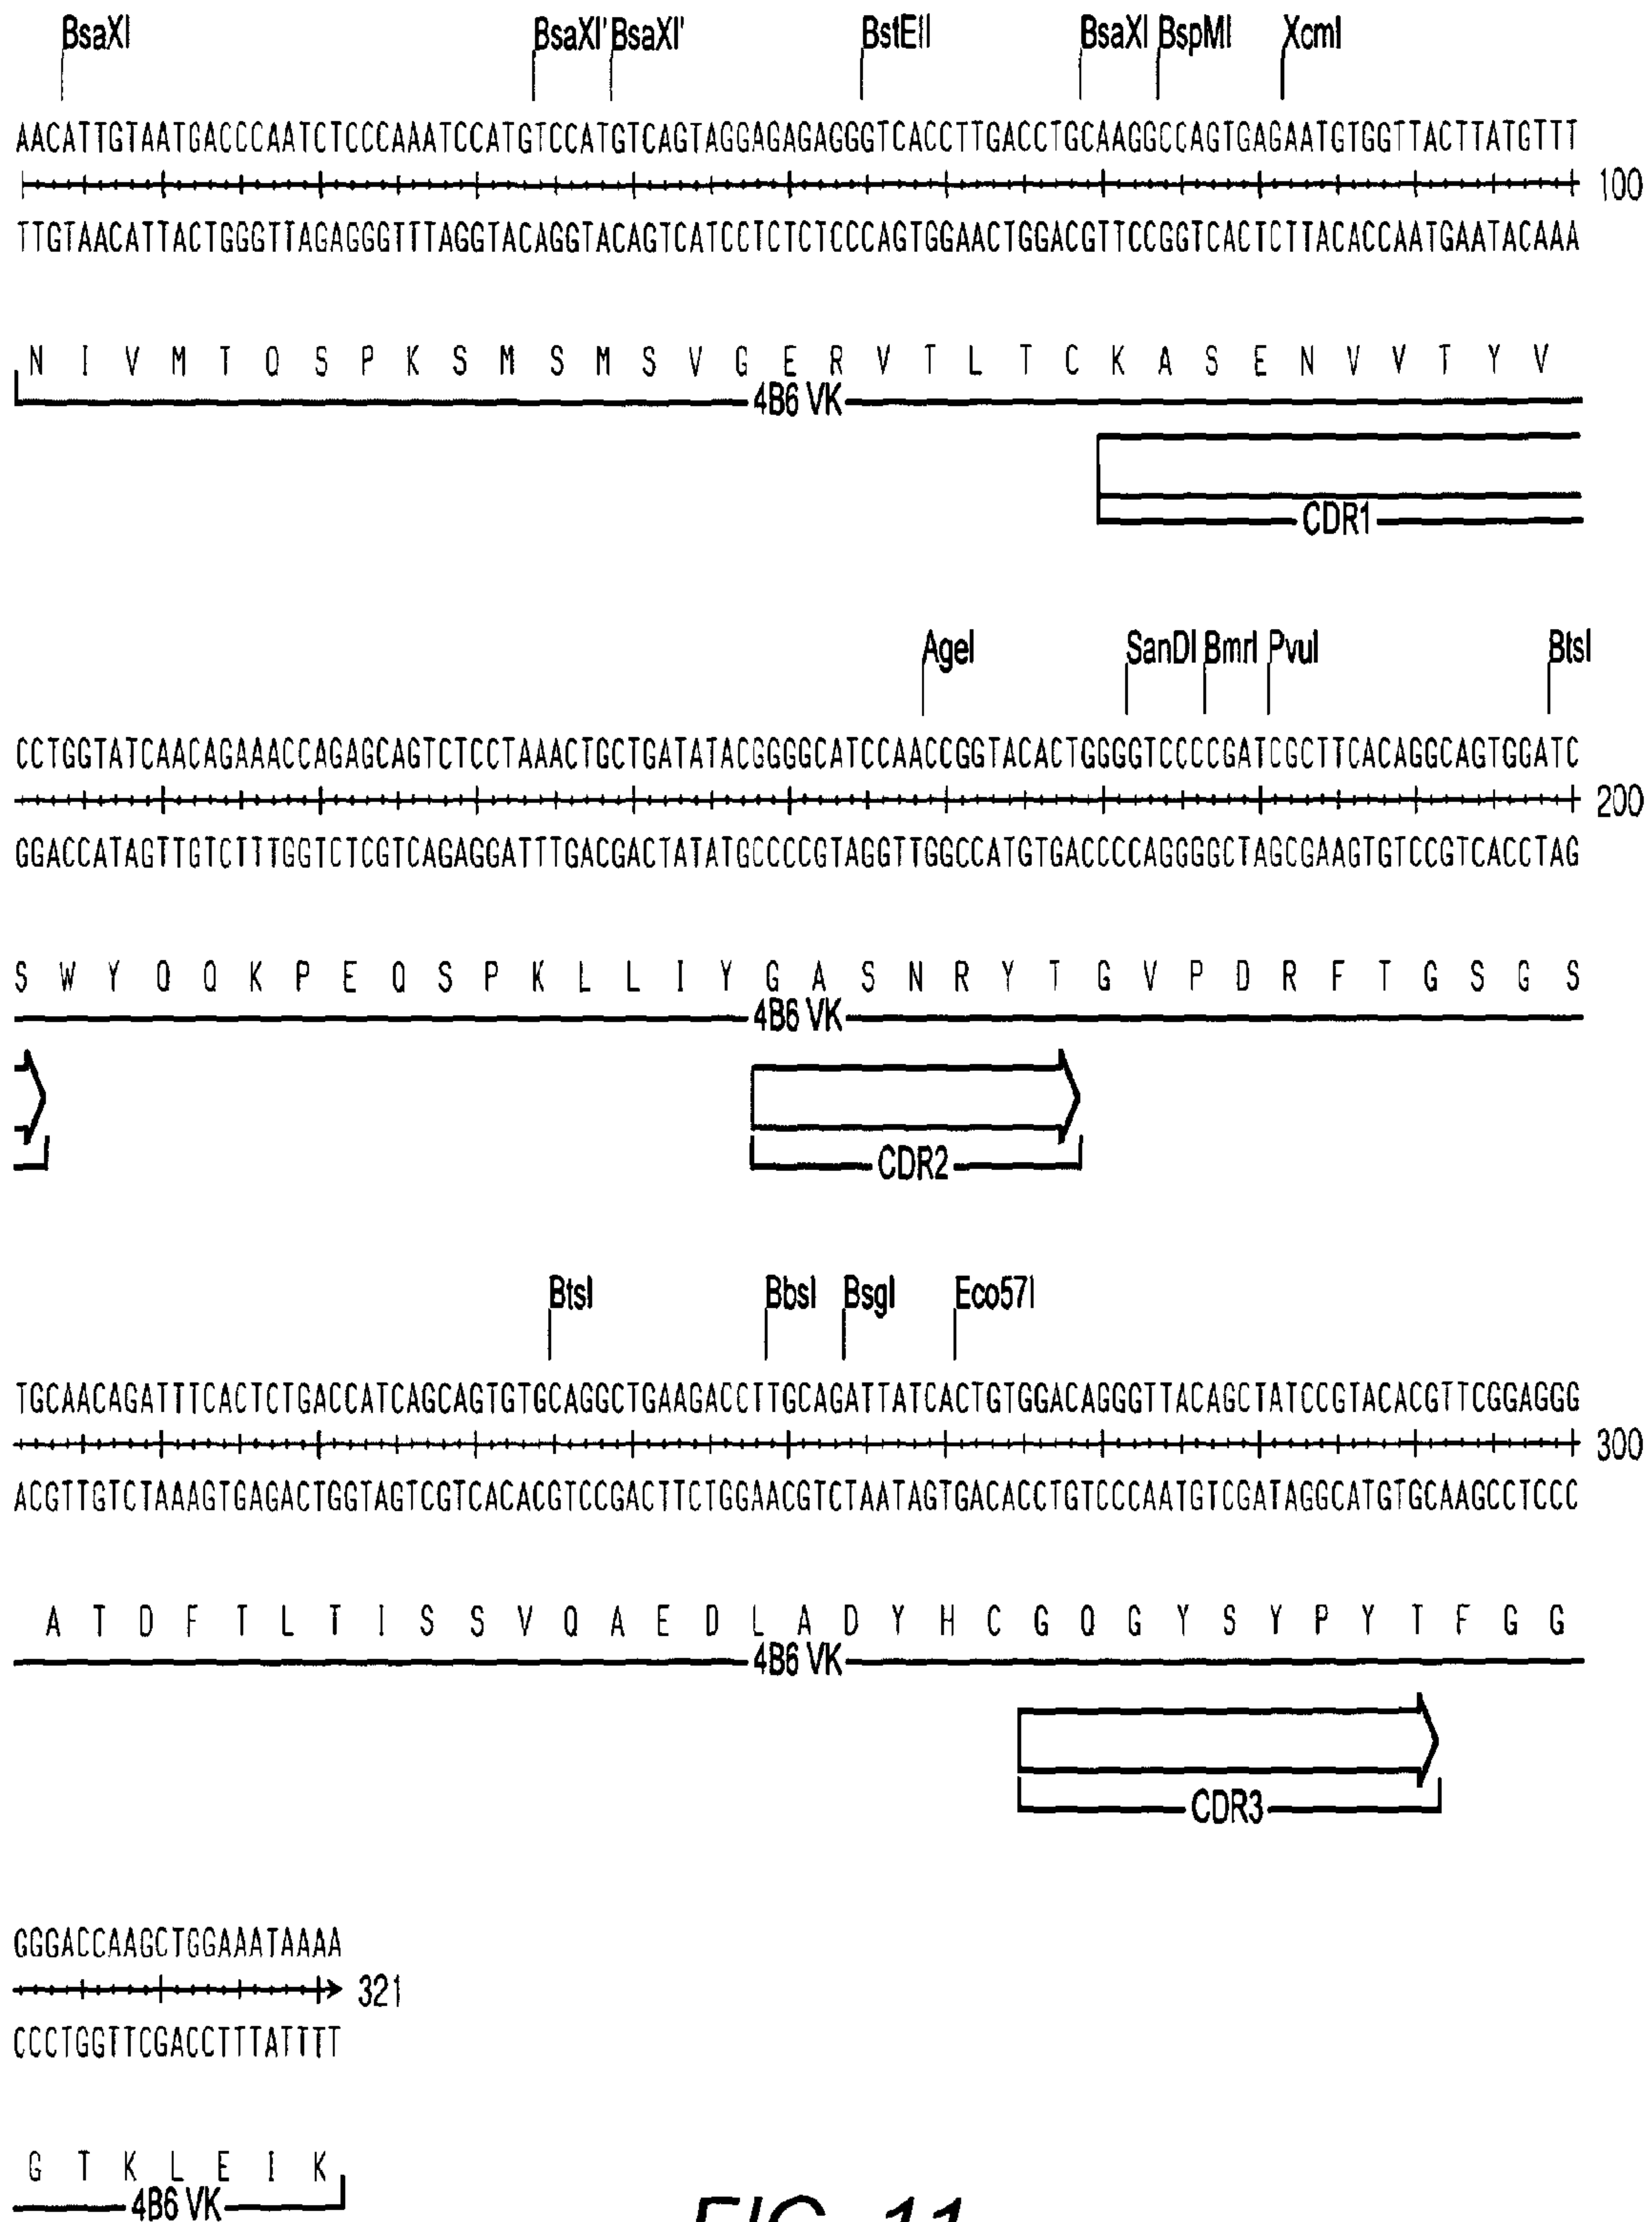 BsaXI BsaXI' BsaXI' BstEII BsaXI BspMI XcmI
AACATTGTAATGACCCAATCTCCCAAATCCATGTCCATGTCAGTAGGAGAGAGGGTCACCTTGACCTGCAAGGCCAGTGAGAATGTGGTTACTTATGTTT
100
TTGTAACATTACTGGGTTAGAGGGTTTAGGTACAGGTACAGTCATCCTCTCTCCCAGTGGAACTGGACGTTCCGGTCACTCTTACACCAATGAATACAAA
N I V M T Q S P K S M S M S V G E R V T L T C K A S E N V V T Y V
4B6 VK
CDR1
AgeI SanDI BmrI PvuI BtsI
CCTGGTATCAACAGAAACCAGAGCAGTCTCCTAAACTGCTGATATACGGGGCATCCAACCGGTACACTGGGGTCCCCGATCGCTTCACAGGCAGTGGATC
200
GGACCATAGTTGTCTTTGGTCTCGTCAGAGGATTTGACGACTATATGCCCCGTAGGTTGGCCATGTGACCCCAGGGGCTAGCGAAGTGTCCGTCACCTAG
S W Y Q Q K P E Q S P K L L I Y G A S N R Y T G V P D R F T G S G S
4B6 VK
CDR2
BtsI BbsI BsgI Eco57I
TGCAACAGATTTCACTCTGACCATCAGCAGTGTGCAGGCTGAAGACCTTGCAGATTATCACTGTGGACAGGGTTACAGCTATCCGTACACGTTCGGAGGG
300
ACGTTGTCTAAAGTGAGACTGGTAGTCGTCACACGTCCGACTTCTGGAACGTCTAATAGTGACACCTGTCCCAATGTCGATAGGCATGTGCAAGCCTCCC
A T D F T L T I S S V Q A E D L A D Y H C G Q G Y S Y P Y T F G G
4B6 VK
CDR3
GGGACCAAGCTGGAAATAAAA
321
CCCTGGTTCGACCTTTATTTT
G T K L E I K
4B6 VK
FIG. 11